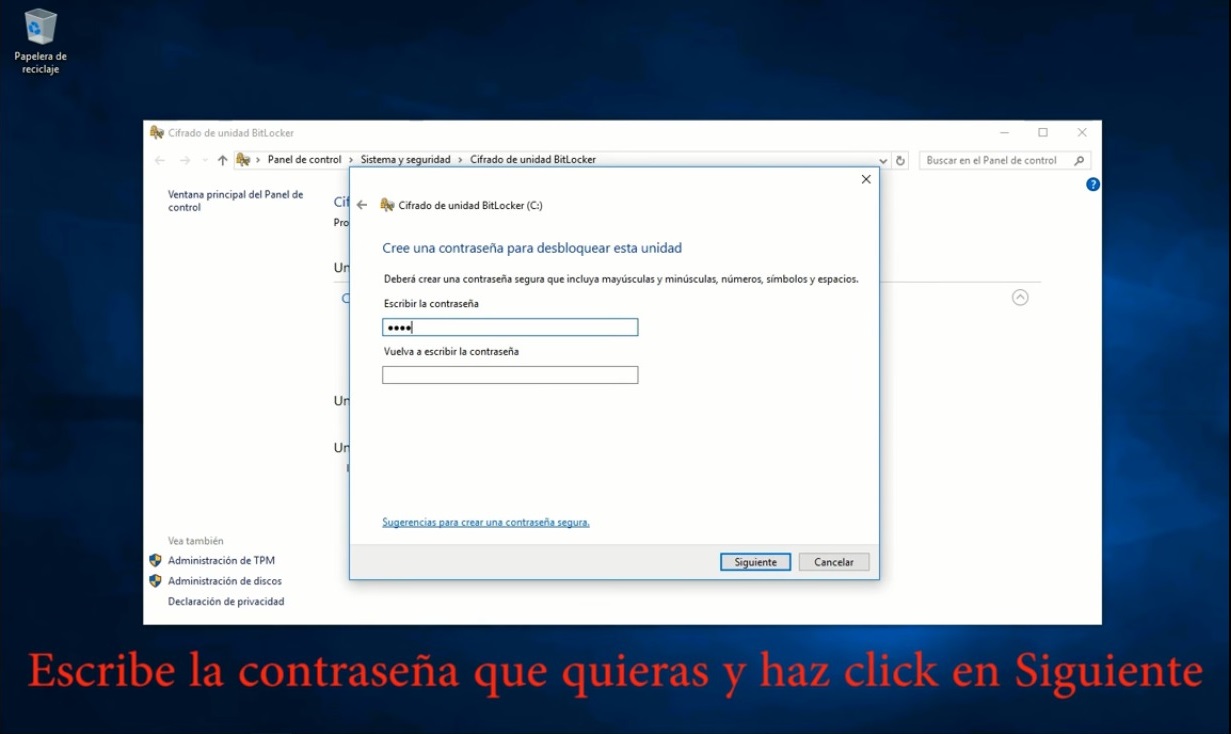 Papelera de
reciclaje
Cifrado de unidad BitLocker
Panel de control > Sistema y seguridad > Cifrado de unidad BitLocker
Buscar en el Panel de control
Ventana principal del Panel de
control
Cif
Pro
Un
C
Un
Un
Cifrado de unidad BitLocker (C:)
Cree una contraseña para desbloquear esta unidad
Deberá crear una contraseña segura que incluya mayúsculas y minúsculas, números, símbolos y espacios.
Escribir la contraseña
Vuelva a escribir la contraseña
Sugerencias para crear una contraseña segura.
Siguiente Cancelar
Vea también
Administración de TPM
Administración de discos
Declaración de privacidad
Escribe la contraseña que quieras y haz click en Siguiente